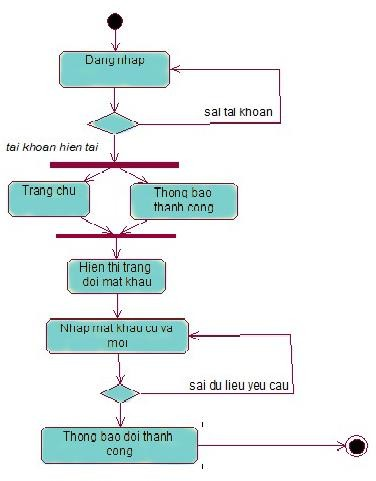 Dang nhap
sai tai khoan
tai khoan hien tai
Trang chu
Thong bao
thanh cong
Hien thi trang
doi mat khau
Nhap mat khau cu va
moi
sai du lieu yeu cau
Thong bao doi thanh
cong